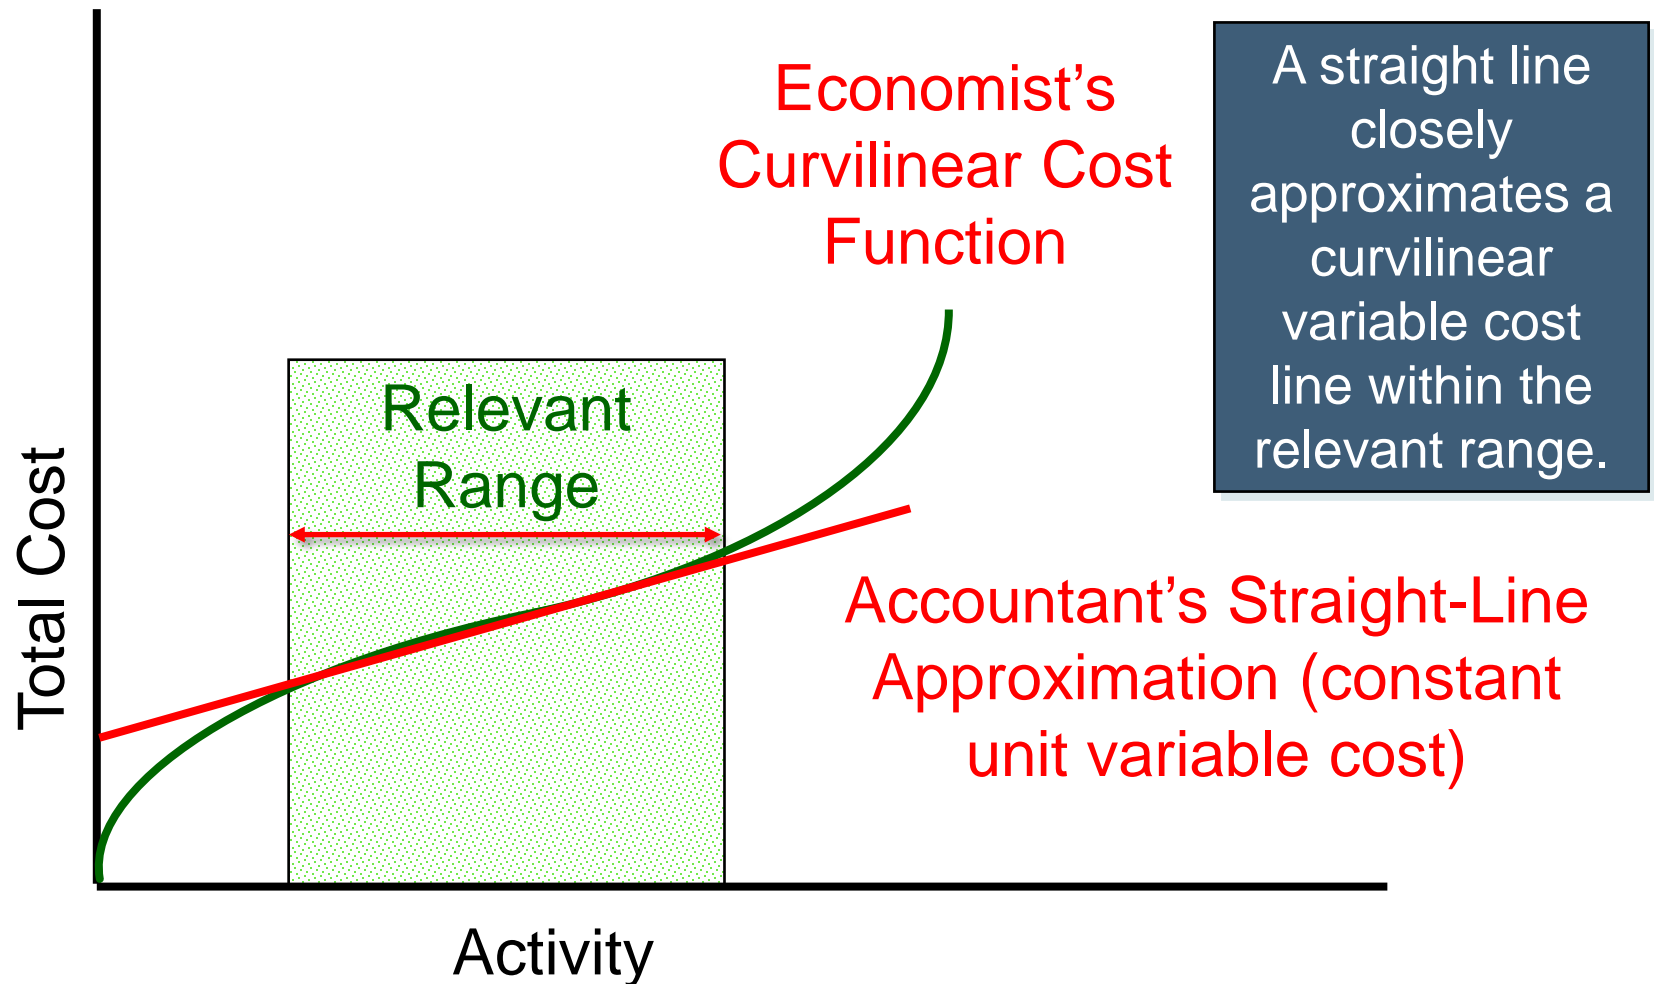 Economist’s
Curvilinear Cost
Function
A straight line
closely
approximates a
curvilinear
variable cost
line within the
relevant range.
Relevant
Range
Total Cost
Accountant’s Straight-Line
Approximation (constant
unit variable cost)
Activity